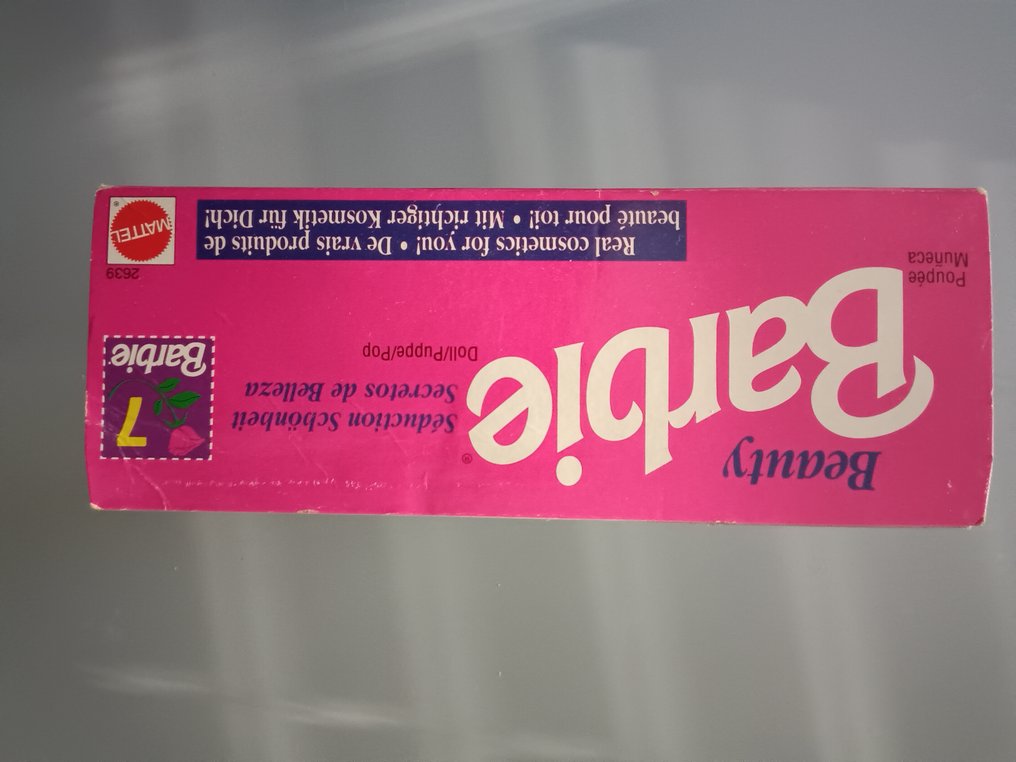 Beauty
Barbie®
Poupée
Muñeca
Séduction Schönheit
Secretos de Belleza
Doll/Puppe/Pop
7
Barbie
2639
MATTEL
®
Real cosmetics for you! • De vrais produits de
beauté pour toi! • Mit richtiger Kosmetik für Dich!